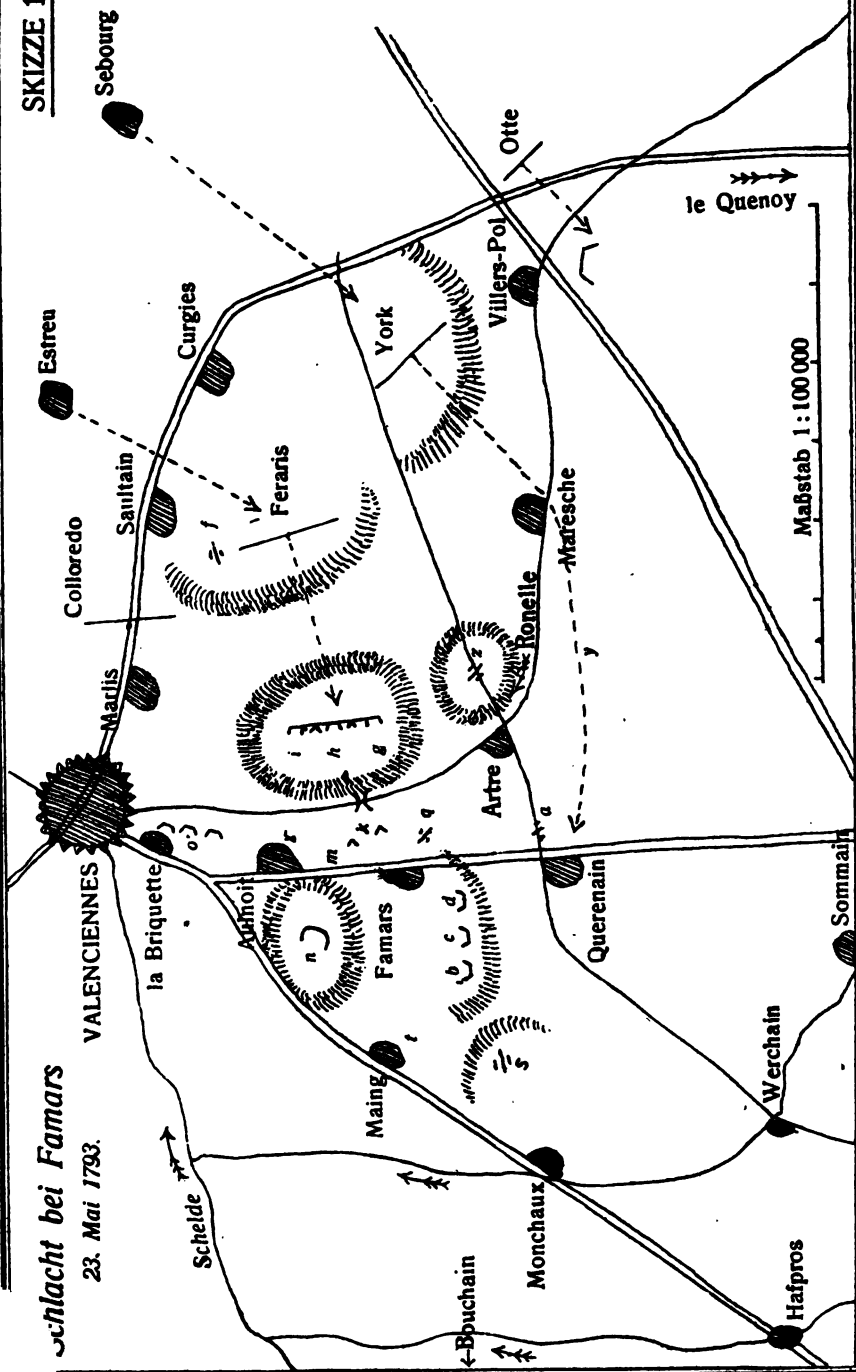 SKIZZE 1
Schlacht bei Famars
23. Mai 1793.
VALENCIENNES
Schelde
←Bouchain
Hafpros
Monchaux
Werchain
Sommain
Maing
t
s
la Briquette
o
Aulnoit
n
r
m
k
Famars
q
b
c
d
Querenain
a
Artre
Marlis
i
h
g
z
Ronelle
y
Colloredo
Saultain
f
Feraris
Maresche
Estreu
Curgies
York
Villers-Pol
Sebourg
Otte
le Quenoy
Maßstab 1:100 000